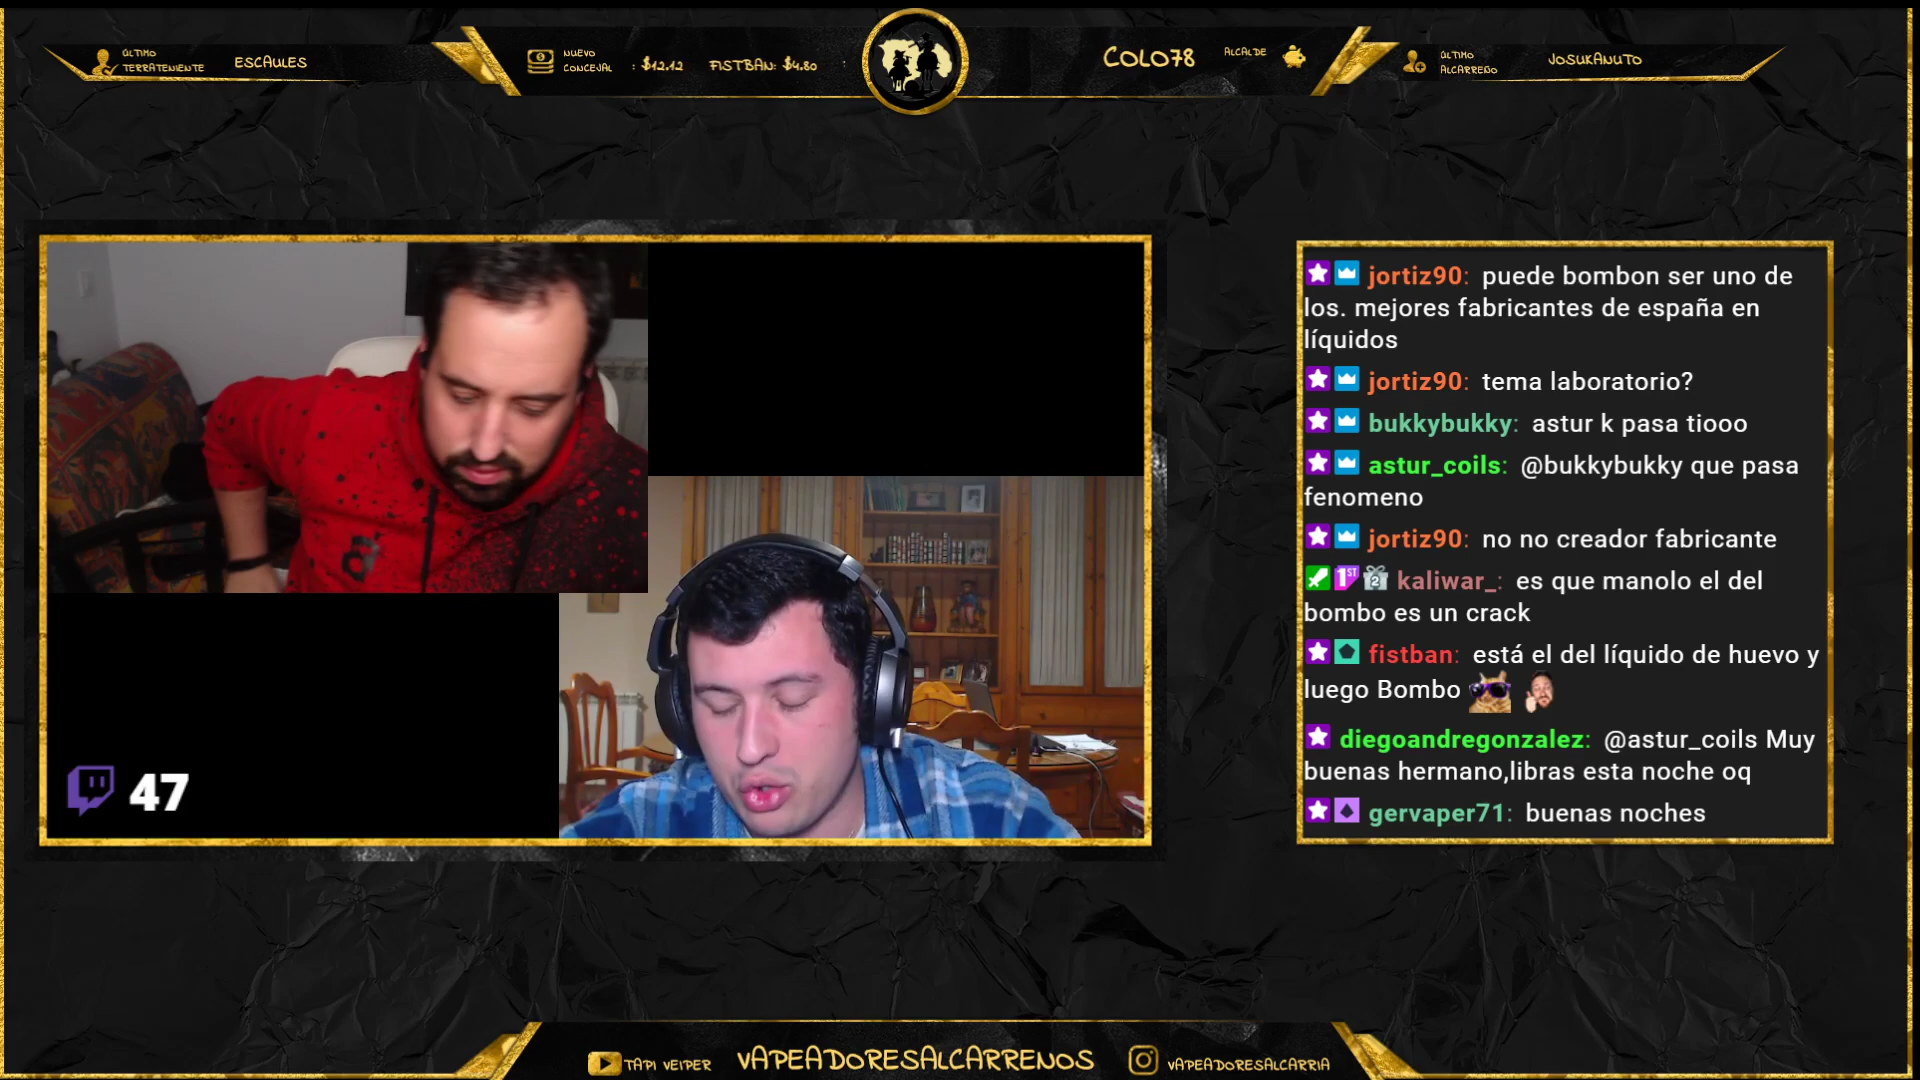 ÚLTIMO
TERRATENIENTE
ESCAULES
NUEVO
CONCEJAL
: $12.12
FISTBAN: $4.80
:
COLO78
ALCALDE
ÚLTIMO
ALCARREÑO
JOSUKANUTO
jortiz90: puede bombon ser uno de
los. mejores fabricantes de españa en
líquidos
jortiz90: tema laboratorio?
bukkybukky: astur k pasa tiooo
astur_coils: @bukkybukky que pasa
fenomeno
jortiz90: no no creador fabricante
1ST 2 kaliwar_: es que manolo el del
bombo es un crack
fistban: está el del líquido de huevo y
luego Bombo
diegoandregonzalez: @astur_coils Muy
buenas hermano,libras esta noche oq
gervaper71: buenas noches
47
TAPI VEIPER
VAPEADORESALCARRENOS
VAPEADORESALCARRIA